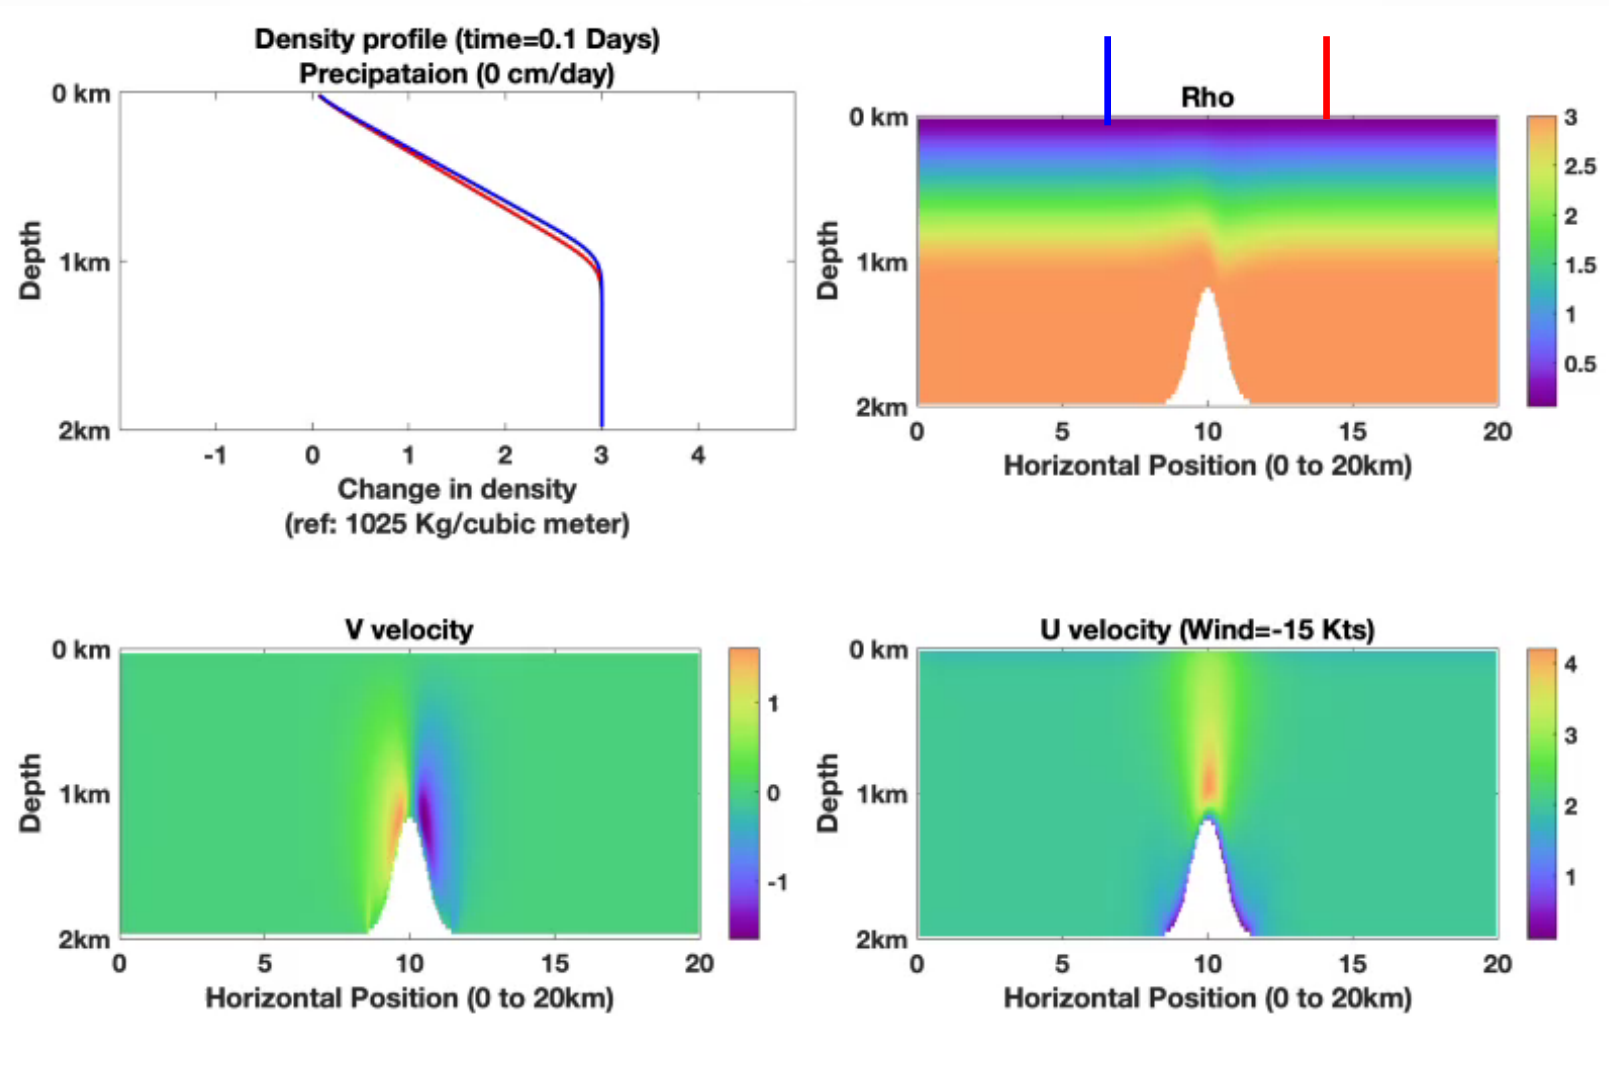 Density profile (time=0.1 Days)
Precipataion (0 cm/day)
0 km
1km
2km
Depth
-1 0 1 2 3 4
Change in density
(ref: 1025 Kg/cubic meter)
Rho
0 km
1km
2km
Depth
0 5 10 15 20
Horizontal Position (0 to 20km)
3
2.5
2
1.5
1
0.5
V velocity
0 km
1km
2km
Depth
0 5 10 15 20
Horizontal Position (0 to 20km)
1
0
-1
U velocity (Wind=-15 Kts)
0 km
1km
2km
Depth
0 5 10 15 20
Horizontal Position (0 to 20km)
4
3
2
1